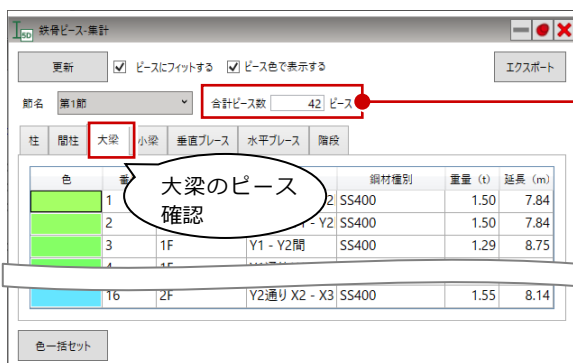 5D 鉄骨ピース-集計
更新 ピースにフィットする ピース色で表示する エクスポート
節名 第1節 合計ピース数 42 ピース
柱 間柱 大梁 小梁 垂直ブレース 水平ブレース 階段
色 鋼材種別 重量（t） 延長（m）
1 2 SS400 1.50 7.84
2 - Y2 SS400 1.50 7.84
3 1F Y1 - Y2間 SS400 1.29 8.75
16 2F Y2通り X2 - X3 SS400 1.55 8.14
大梁のピース
確認
色一括セット